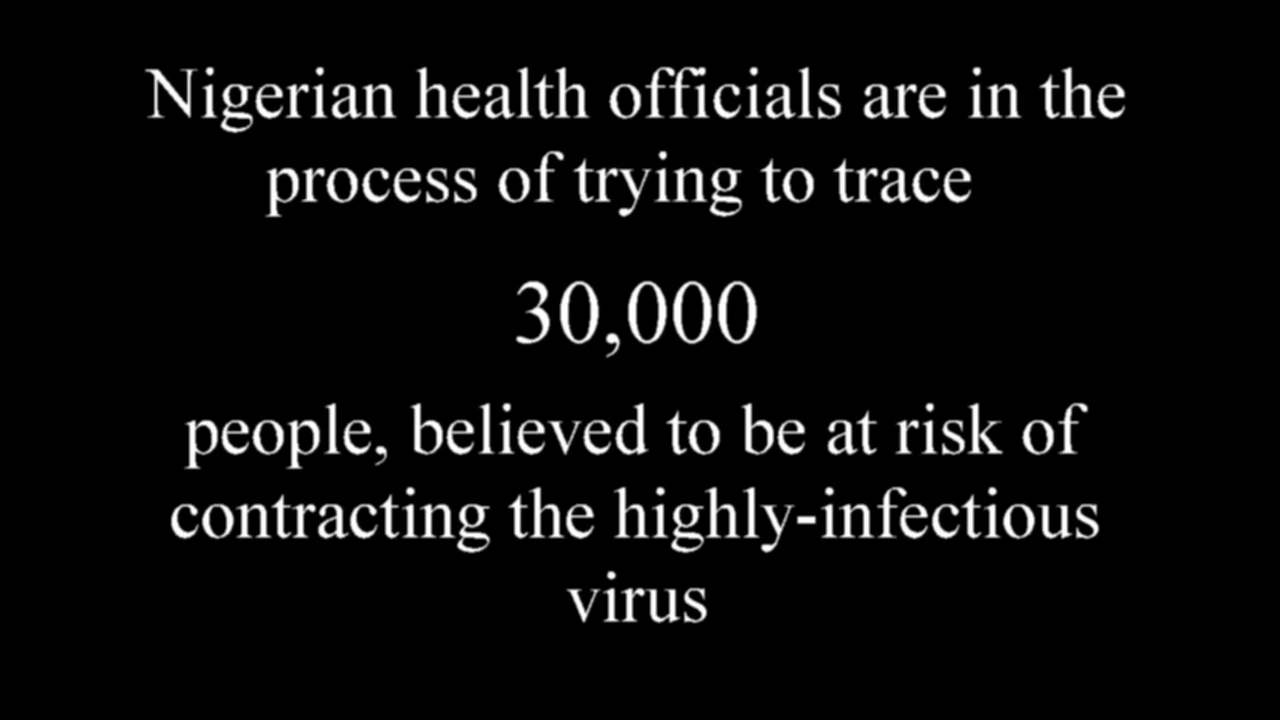 Nigerian health officials are in the
process of trying to trace
30,000
people, believed to be at risk of
contracting the highly-infectious
virus